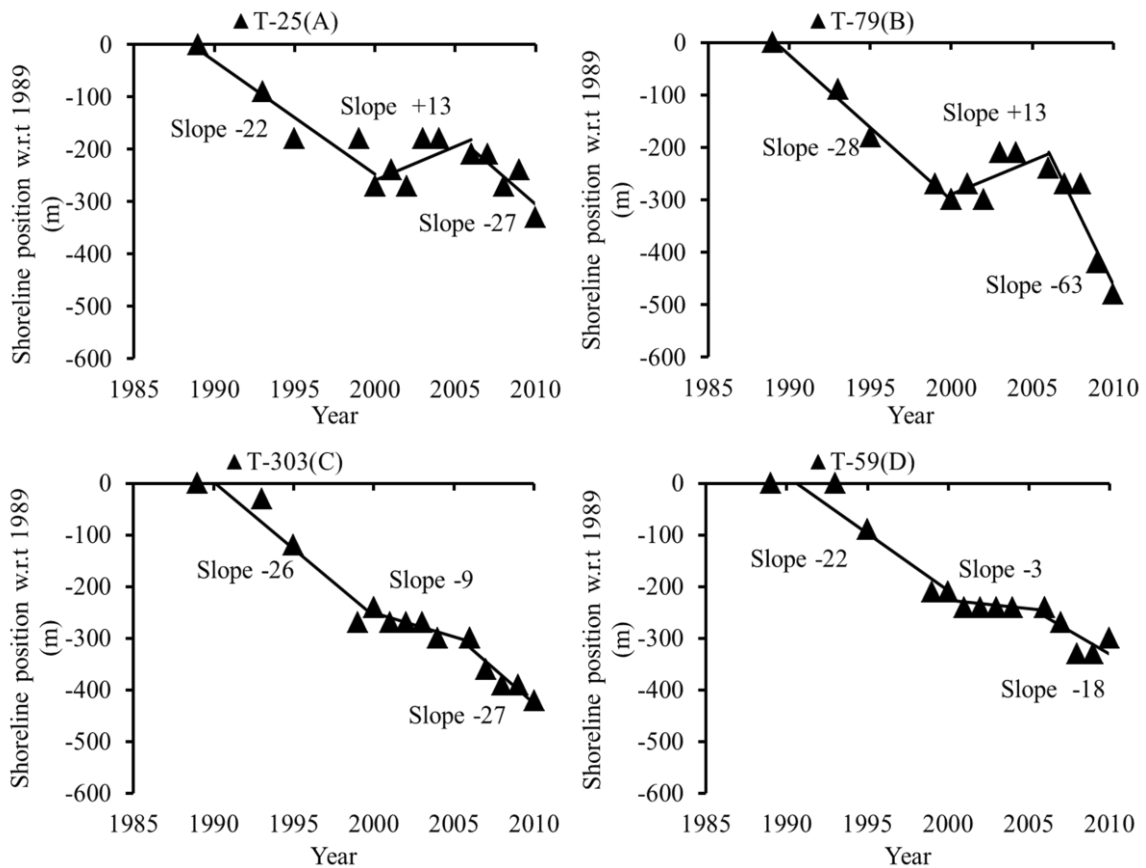 ▲T-25(A)
0
-100
-200
-300
-400
-500
-600
Shoreline position w.r.t 1989
(m)
Slope -22
Slope +13
Slope -27
1985 1990 1995 2000 2005 2010
Year
▲T-79(B)
0
-100
-200
-300
-400
-500
-600
Shoreline position w.r.t 1989
(m)
Slope -28
Slope +13
Slope -63
1985 1990 1995 2000 2005 2010
Year
▲T-303(C)
0
-100
-200
-300
-400
-500
-600
Shoreline position w.r.t 1989
(m)
Slope -26
Slope -9
Slope -27
1985 1990 1995 2000 2005 2010
Year
▲T-59(D)
0
-100
-200
-300
-400
-500
-600
Shoreline position w.r.t 1989
(m)
Slope -22
Slope -3
Slope -18
1985 1990 1995 2000 2005 2010
Year